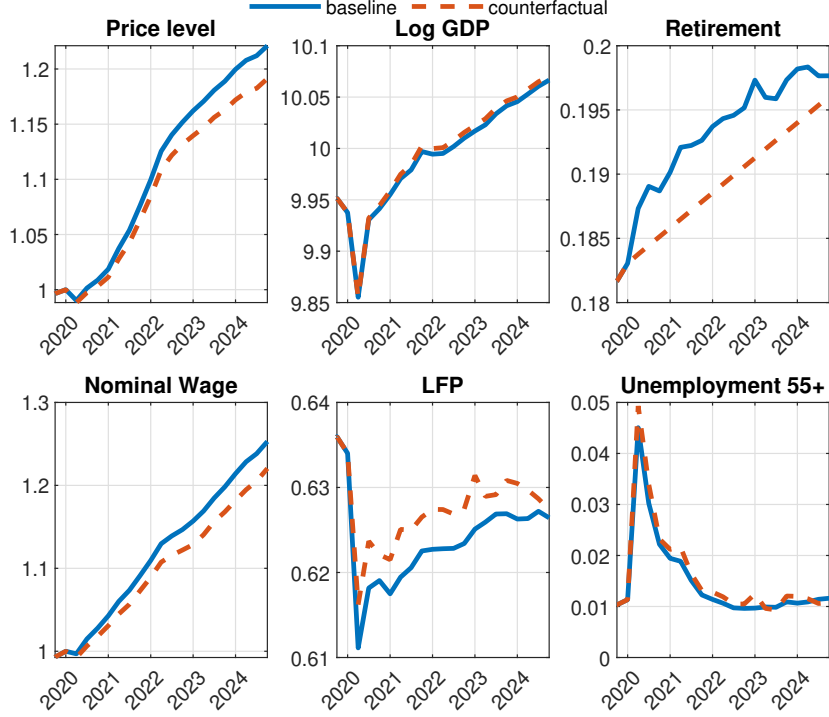 baseline counterfactual
Price level
1.2
1.15
1.1
1.05
1
2020 2021 2022 2023 2024
Log GDP
10.1
10.05
10
9.95
9.9
9.85
2020 2021 2022 2023 2024
Retirement
0.2
0.195
0.19
0.185
0.18
2020 2021 2022 2023 2024
Nominal Wage
1.3
1.2
1.1
1
2020 2021 2022 2023 2024
LFP
0.64
0.63
0.62
0.61
2020 2021 2022 2023 2024
Unemployment 55+
0.05
0.04
0.03
0.02
0.01
0
2020 2021 2022 2023 2024